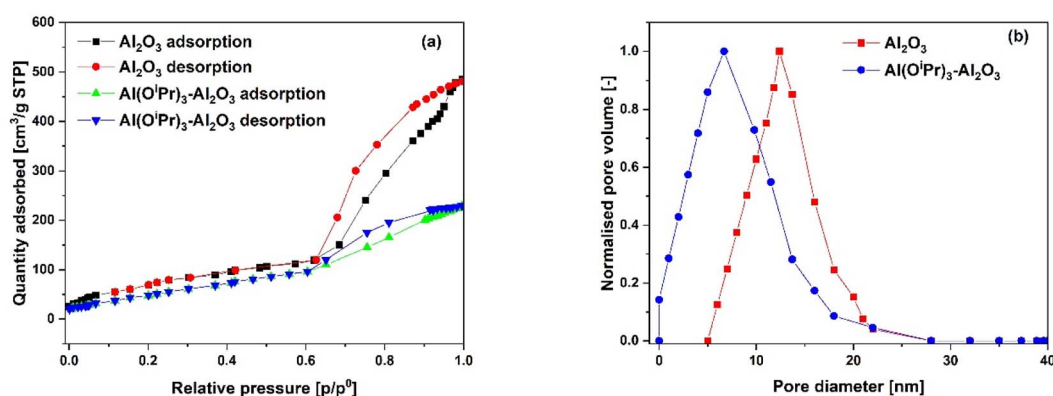 (a)
Al₂O₃ adsorption
Al₂O₃ desorption
Al(OⁱPr)₃-Al₂O₃ adsorption
Al(OⁱPr)₃-Al₂O₃ desorption
Quantity adsorbed [cm³/g STP]
600
500
400
300
200
100
0
0.0 0.2 0.4 0.6 0.8 1.0
Relative pressure [p/p⁰]
(b)
Al₂O₃
Al(OⁱPr)₃-Al₂O₃
Normalised pore volume [-]
1.0
0.8
0.6
0.4
0.2
0.0
0 10 20 30 40
Pore diameter [nm]